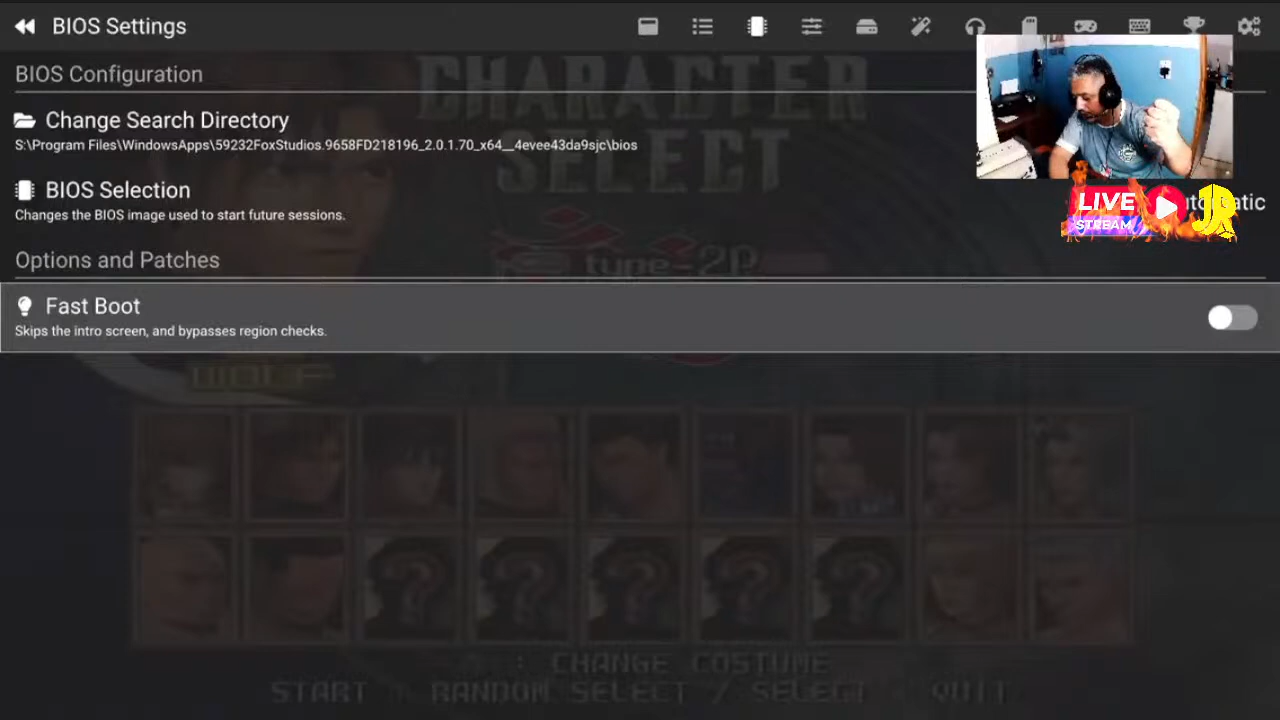 BIOS Settings
BIOS Configuration
Change Search Directory
S:\Program Files\WindowsApps\59232FoxStudios.9658FD218196_2.0.1.70_x64__4evee43da9sjc\bios
BIOS Selection
Changes the BIOS image used to start future sessions.
LIVE
STREAM
JR
Options and Patches
Fast Boot
Skips the intro screen, and bypasses region checks.
CHARACTER
SELECT
type-2P
WOLF
: CHANGE COSTUME
START : RANDOM SELECT / SELECT : QUIT